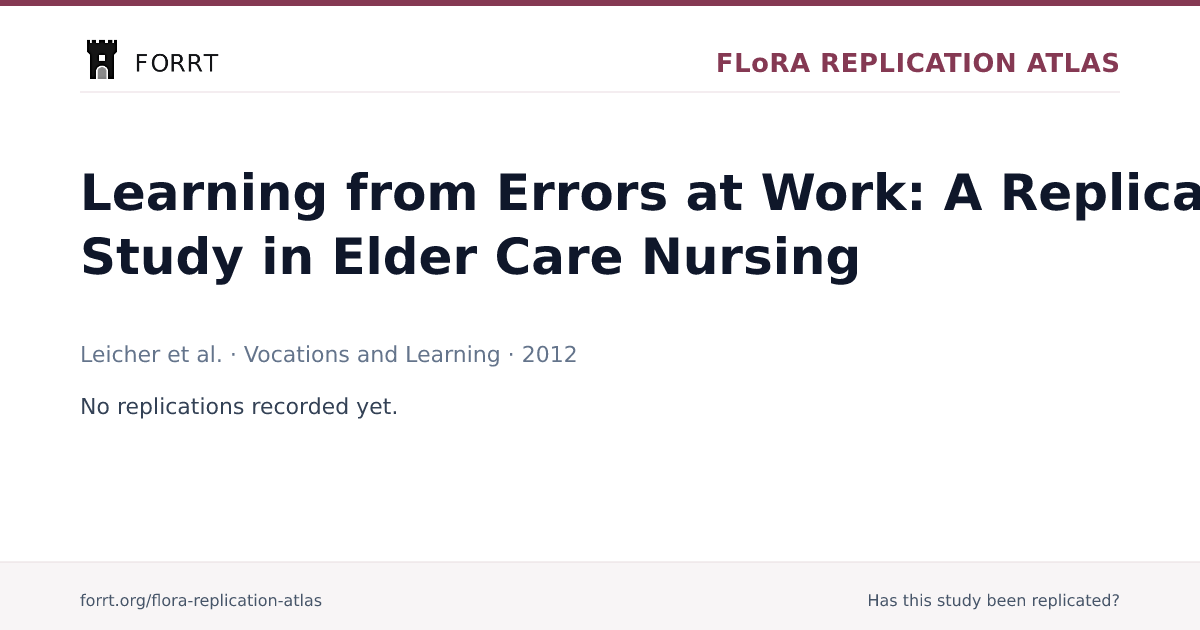 FORRT
FLoRA REPLICATION ATLAS
Learning from Errors at Work: A Replica
Study in Elder Care Nursing
Leicher et al. · Vocations and Learning · 2012
No replications recorded yet.
forrt.org/flora-replication-atlas
Has this study been replicated?